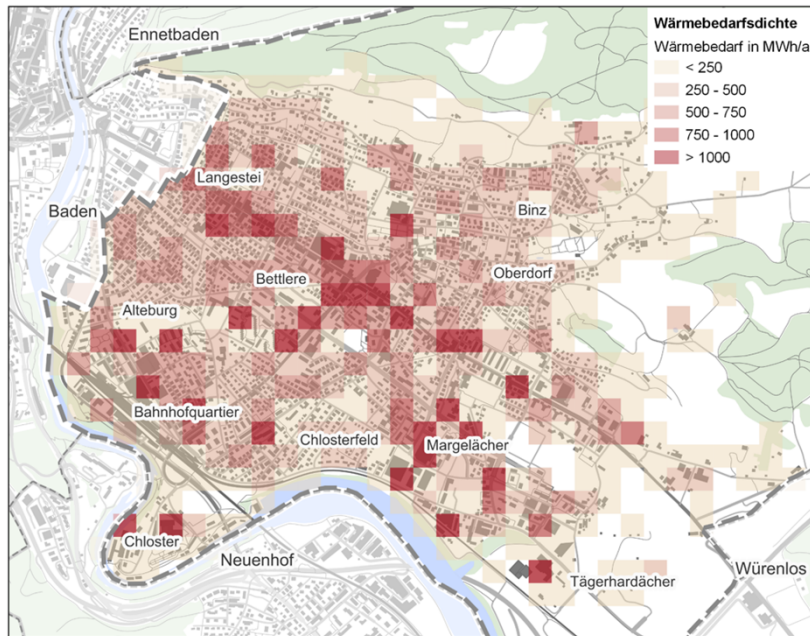 Ennetbaden
Wärmebedarfsdichte
Wärmebedarf in MWh/a
< 250
250 - 500
500 - 750
750 - 1000
> 1000
Langestei
Baden
Binz
Bettlere
Oberdorf
Alteburg
Bahnhofquartier
Chlosterfeld
Margelächer
Chloster
Neuenhof
Tägerhardächer
Würenlos